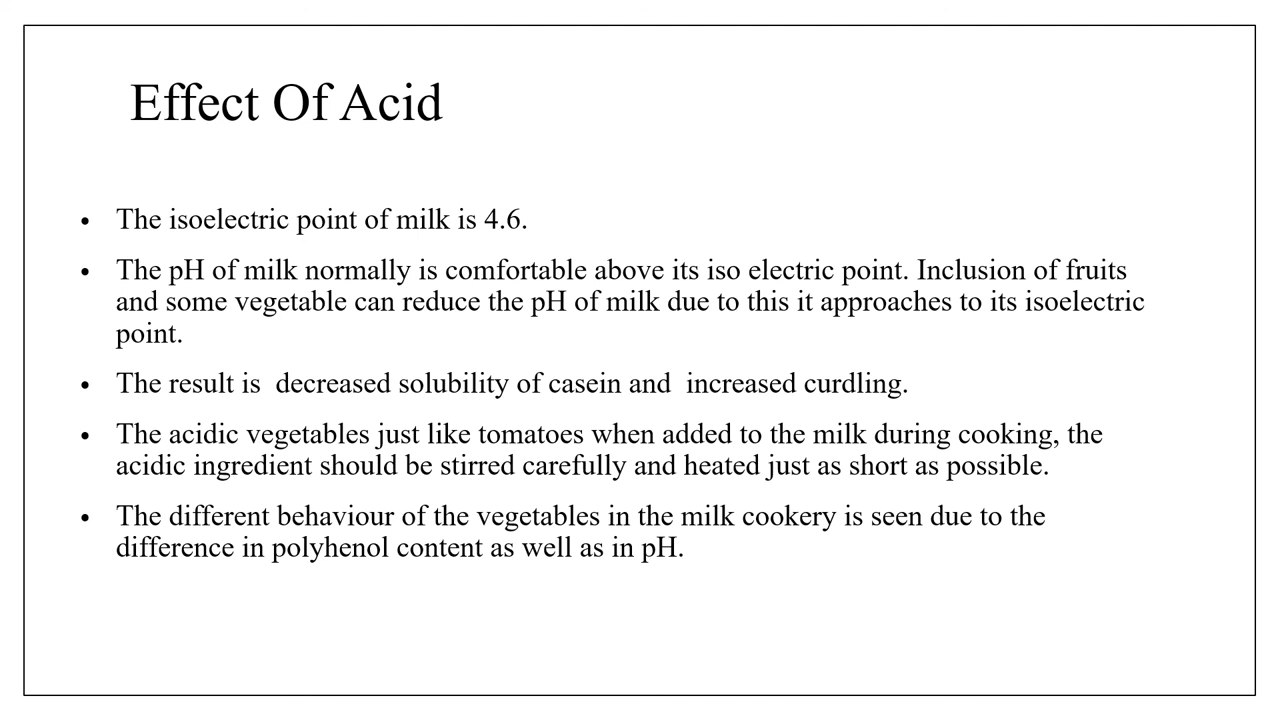 Effect Of Acid
• The isoelectric point of milk is 4.6.
• The pH of milk normally is comfortable above its iso electric point. Inclusion of fruits
and some vegetable can reduce the pH of milk due to this it approaches to its isoelectric
point.
• The result is  decreased solubility of casein and  increased curdling.
• The acidic vegetables just like tomatoes when added to the milk during cooking, the
acidic ingredient should be stirred carefully and heated just as short as possible.
• The different behaviour of the vegetables in the milk cookery is seen due to the
difference in polyhenol content as well as in pH.